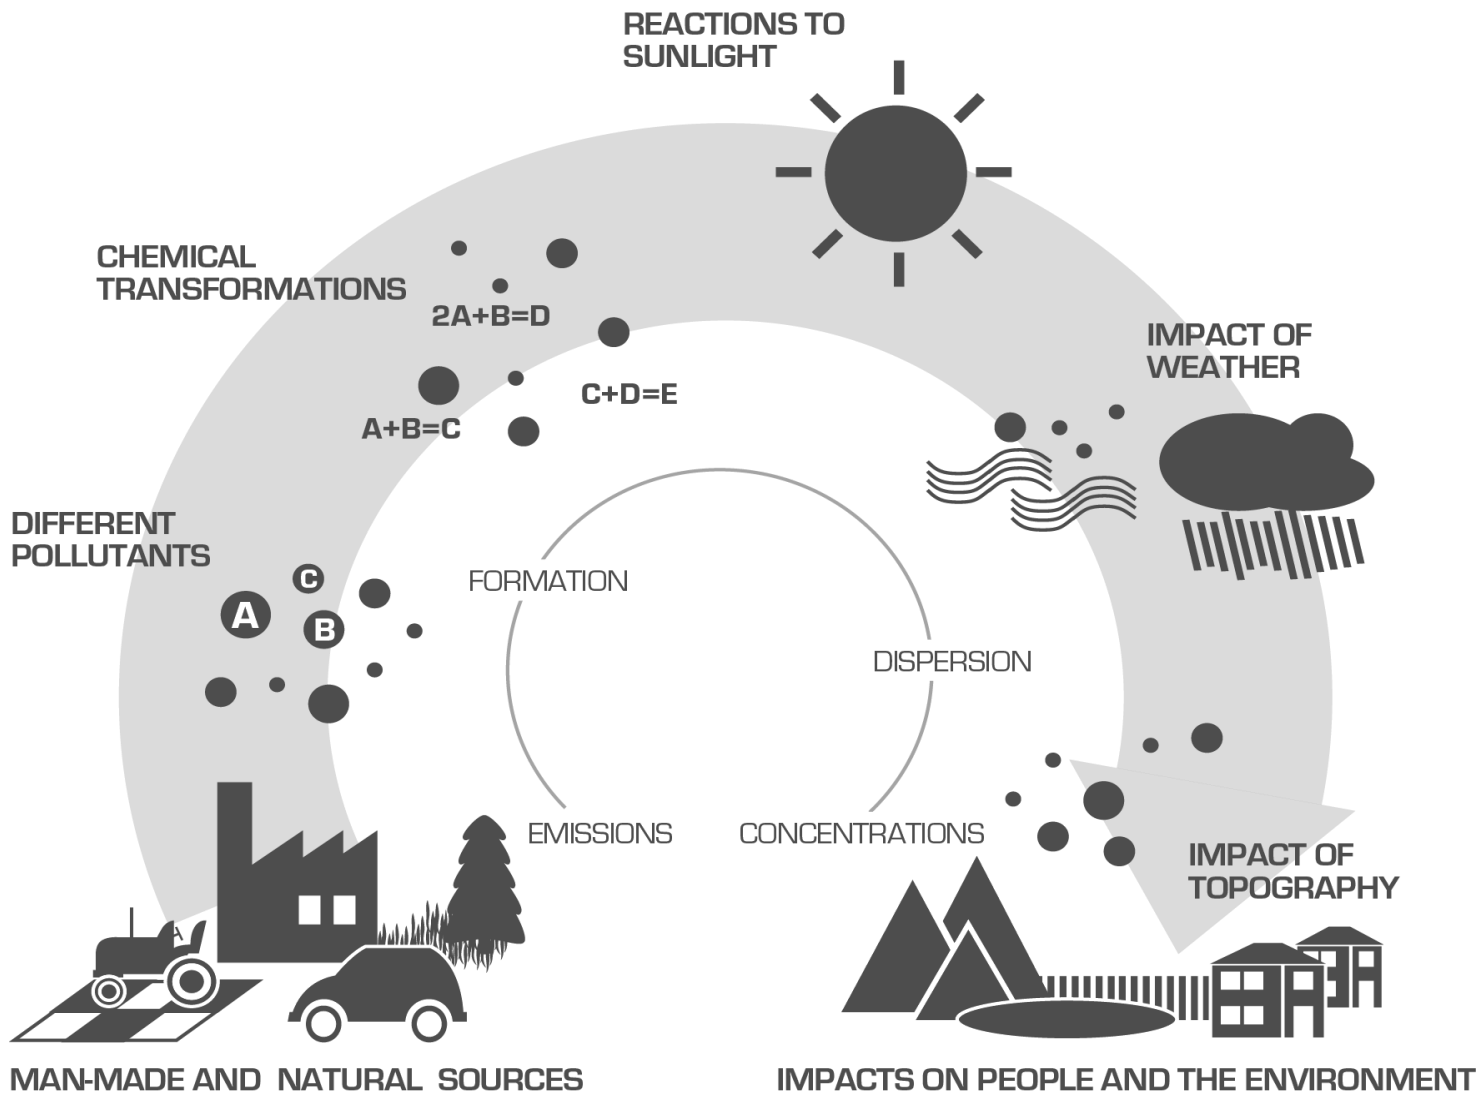 REACTIONS TO
SUNLIGHT
CHEMICAL
TRANSFORMATIONS
2A+B=D
C+D=E
A+B=C
IMPACT OF
WEATHER
DIFFERENT
POLLUTANTS
C
A
B
FORMATION
DISPERSION
EMISSIONS
CONCENTRATIONS
IMPACT OF
TOPOGRAPHY
MAN-MADE AND NATURAL SOURCES
IMPACTS ON PEOPLE AND THE ENVIRONMENT